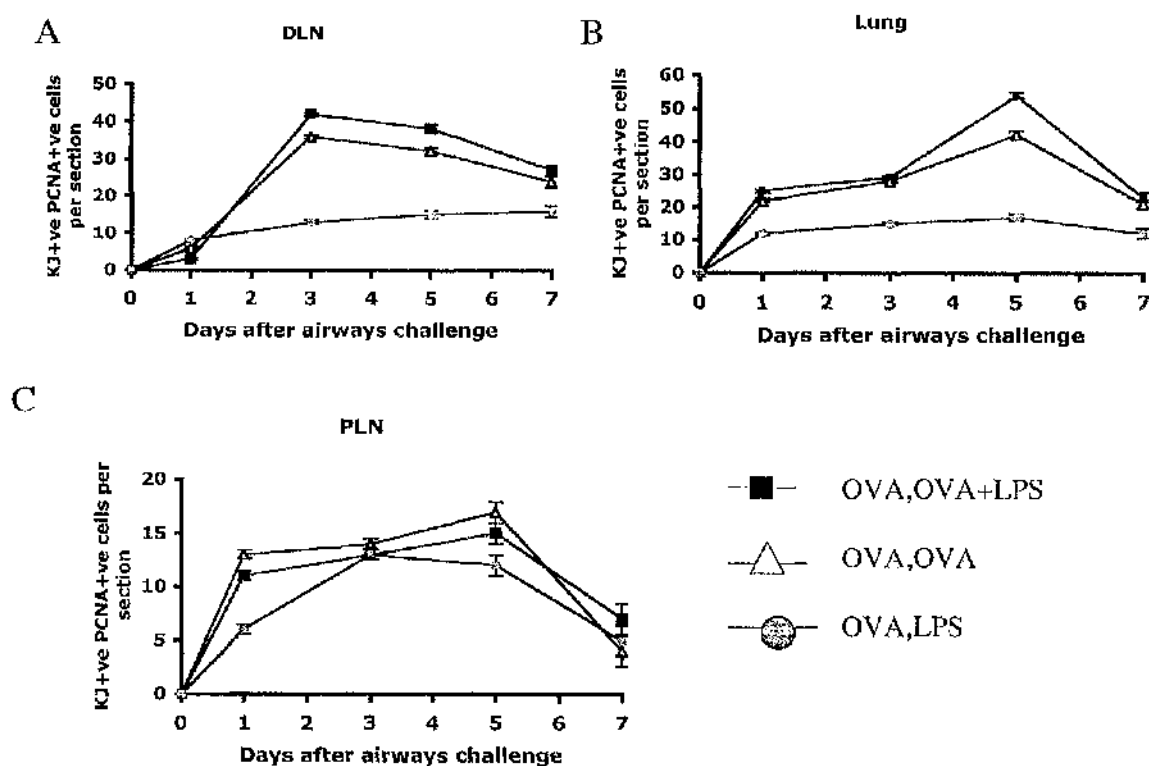 A
DLN
KJ+ve PCNA+ve cells
per section
50
40
30
20
10
0
0 1 2 3 4 5 6 7
Days after airways challenge
B
Lung
KJ+ve PCNA+ve cells
per section
60
50
40
30
20
10
0
0 1 2 3 4 5 6 7
Days after airways challenge
C
PLN
KJ+ve PCNA+ve cells per
section
20
15
10
5
0
0 1 2 3 4 5 6 7
Days after airways challenge
OVA,OVA+LPS
OVA,OVA
OVA,LPS